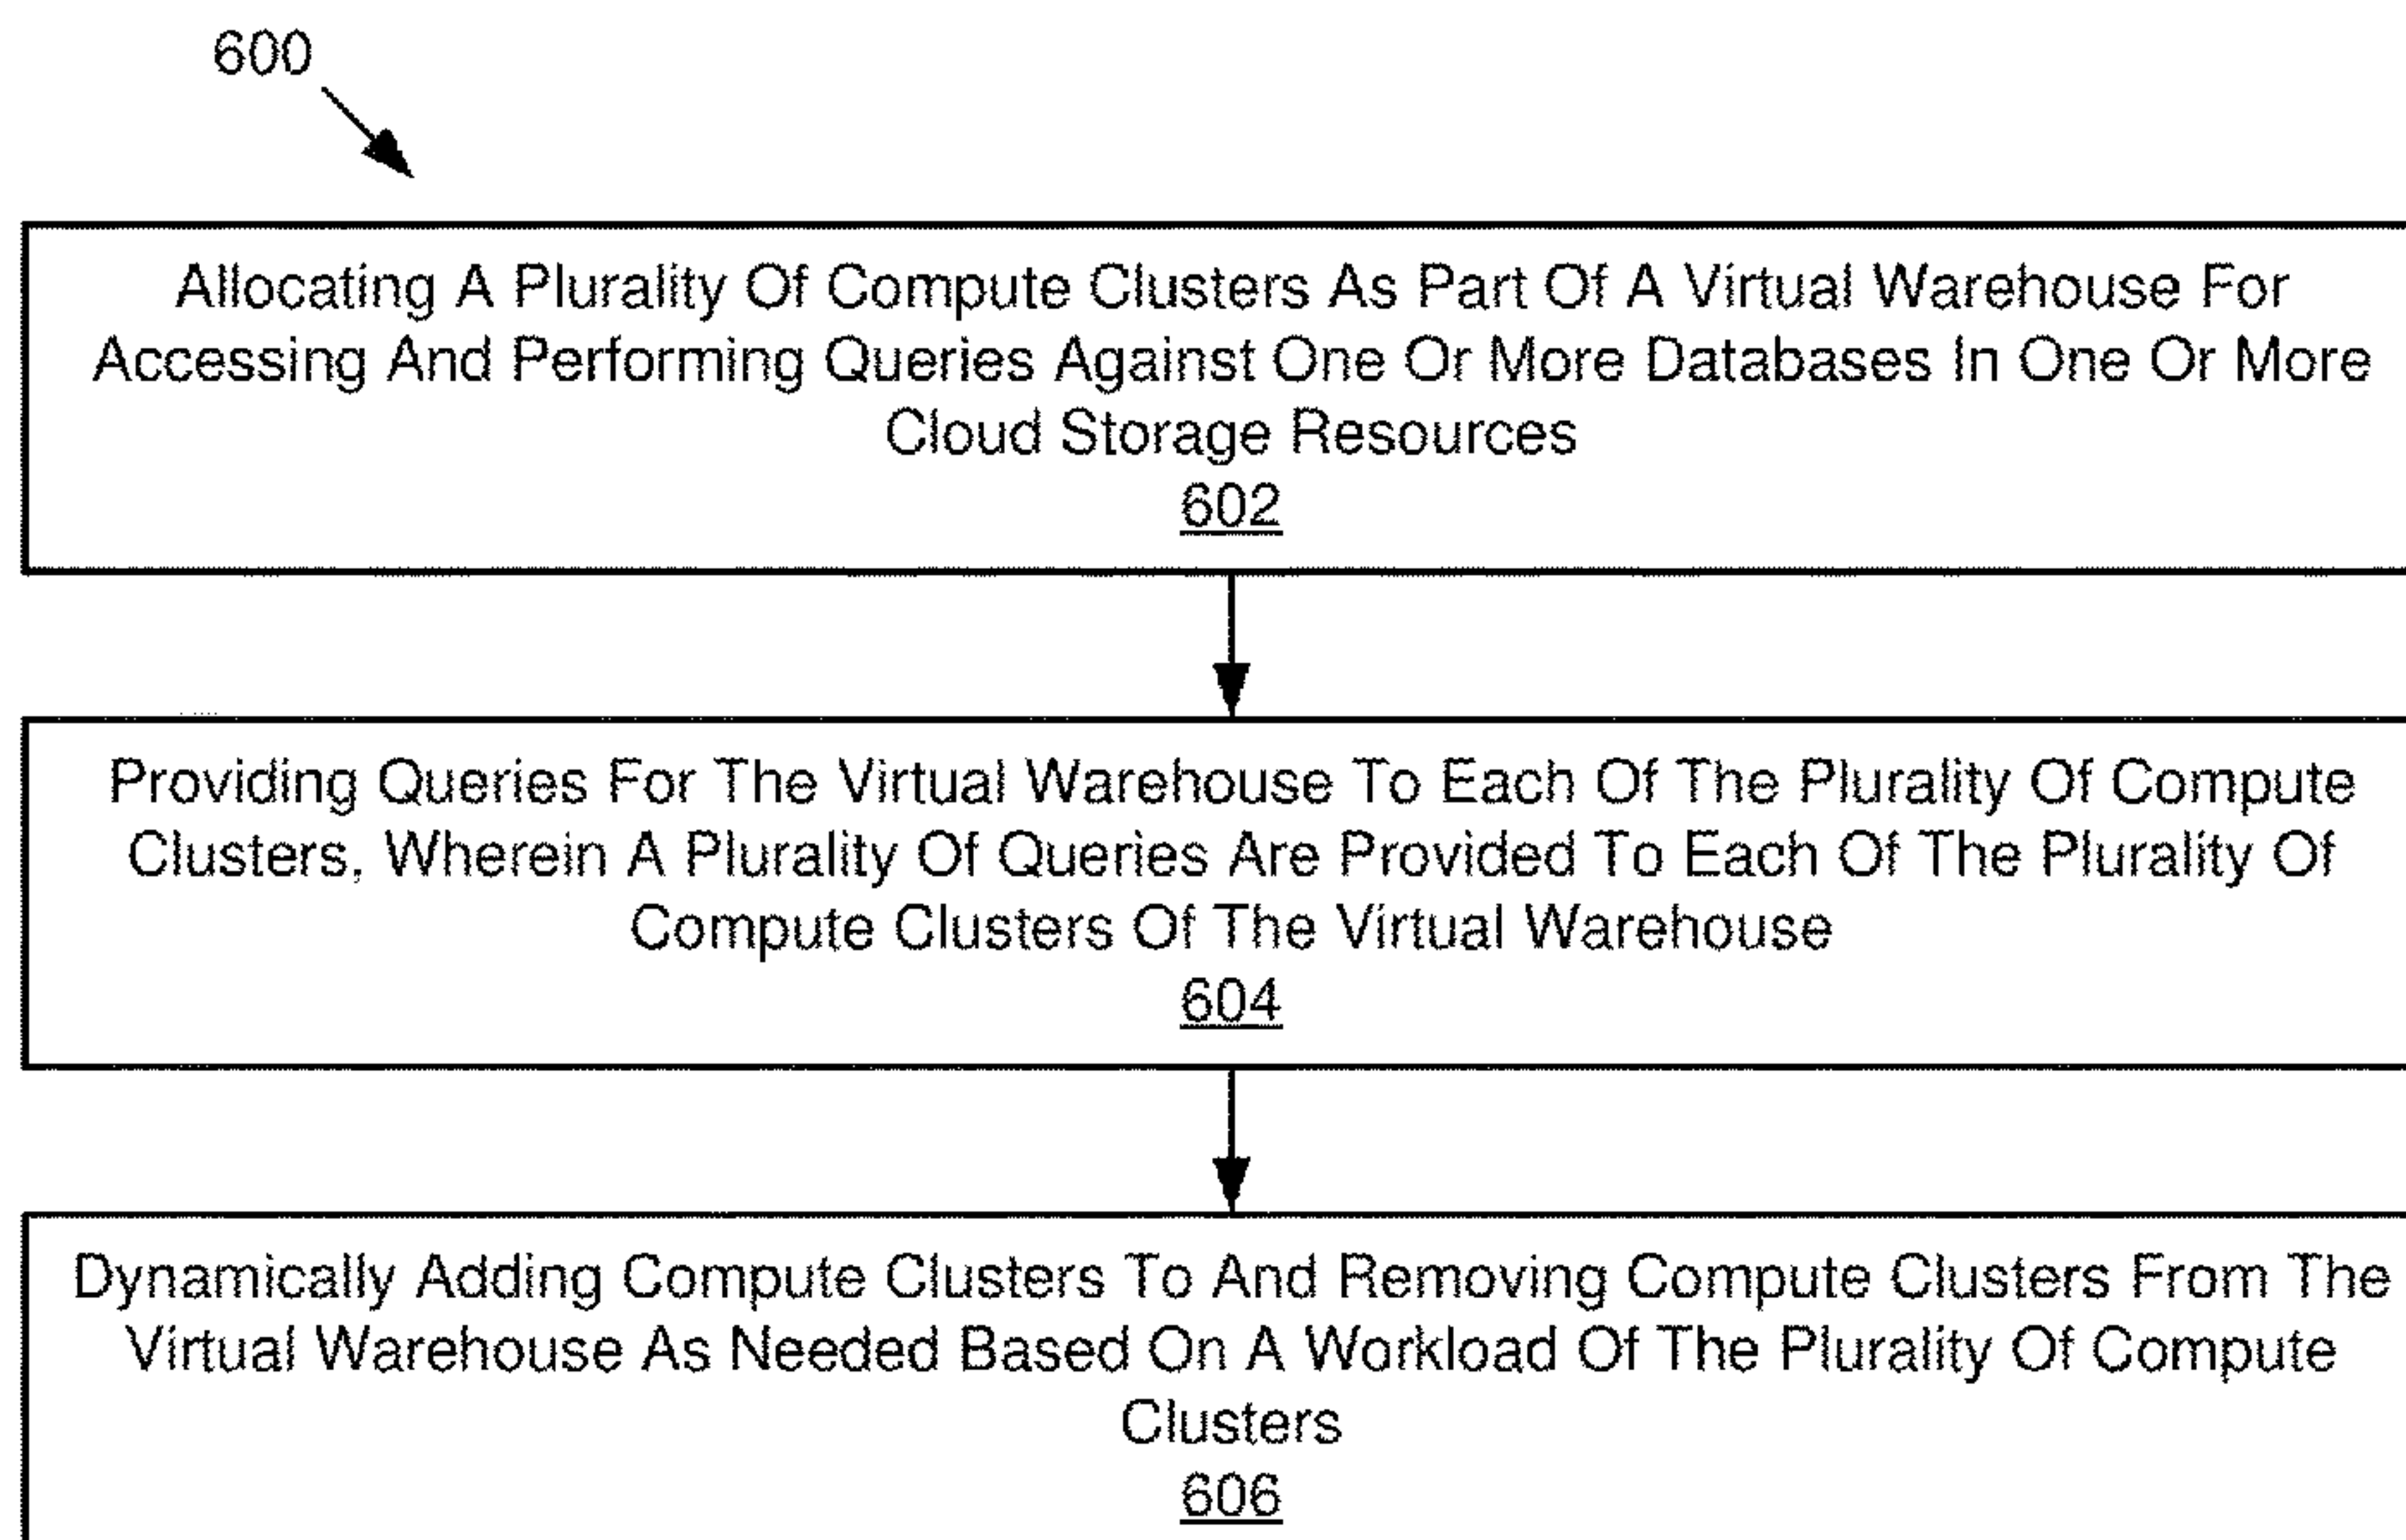 600
Allocating A Plurality Of Compute Clusters As Part Of A Virtual Warehouse For
Accessing And Performing Queries Against One Or More Databases In One Or More
Cloud Storage Resources
602
Providing Queries For The Virtual Warehouse To Each Of The Plurality Of Compute
Clusters, Wherein A Plurality Of Queries Are Provided To Each Of The Plurality Of
Compute Clusters Of The Virtual Warehouse
604
Dynamically Adding Compute Clusters To And Removing Compute Clusters From The
Virtual Warehouse As Needed Based On A Workload Of The Plurality Of Compute
Clusters
606